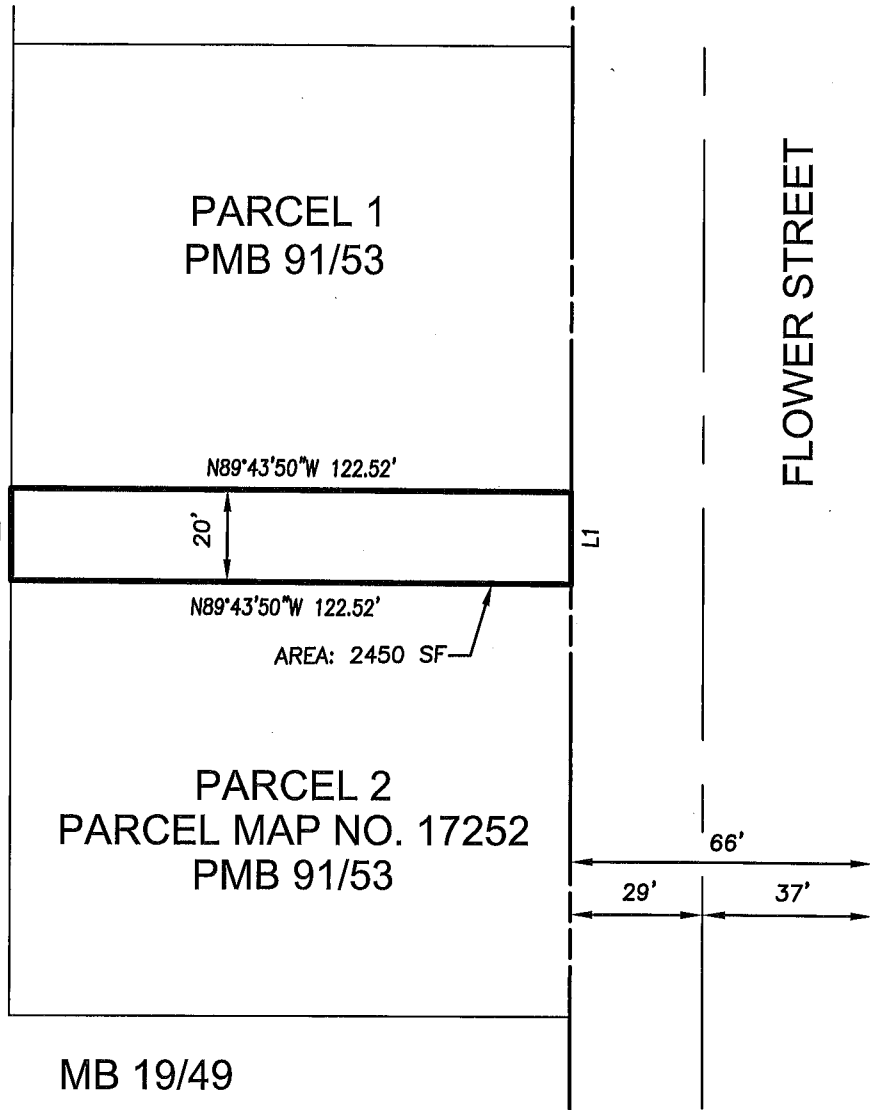 PARCEL 1
PMB 91/53
FLOWER STREET
N89°43'50"W 122.52'
20'
L1
N89°43'50"W 122.52'
AREA: 2450 SF
PARCEL 2
PARCEL MAP NO. 17252
PMB 91/53
66'
29'
37'
MB 19/49